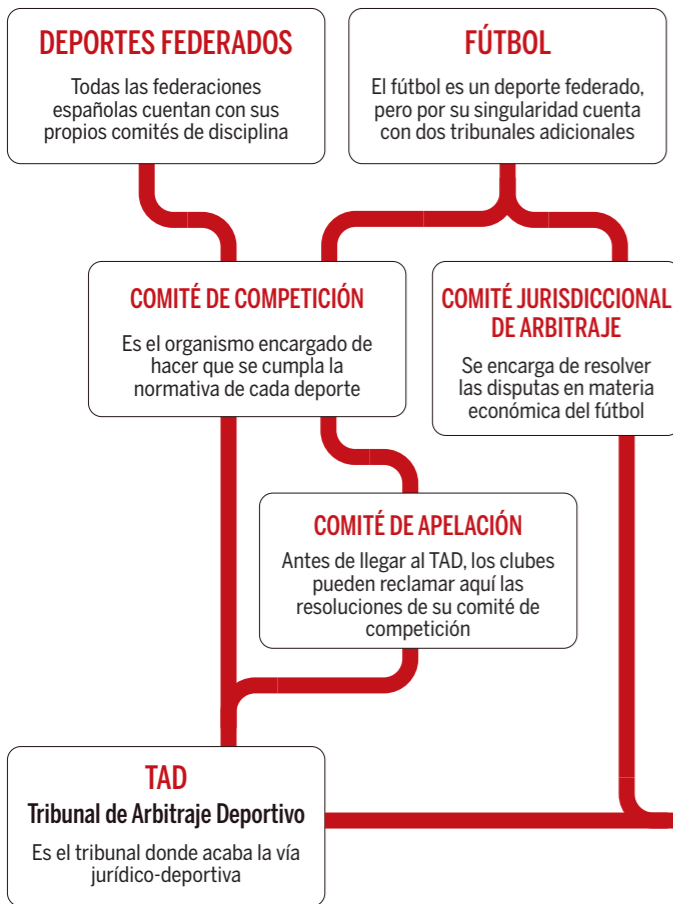 DEPORTES FEDERADOS
Todas las federaciones
españolas cuentan con sus
propios comités de disciplina
FÚTBOL
El fútbol es un deporte federado,
pero por su singularidad cuenta
con dos tribunales adicionales
COMITÉ DE COMPETICIÓN
Es el organismo encargado de
hacer que se cumpla la
normativa de cada deporte
COMITÉ JURISDICCIONAL
DE ARBITRAJE
Se encarga de resolver
las disputas en materia
económica del fútbol
COMITÉ DE APELACIÓN
Antes de llegar al TAD, los clubes
pueden reclamar aquí las
resoluciones de su comité de
competición
TAD
Tribunal de Arbitraje Deportivo
Es el tribunal donde acaba la vía
jurídico-deportiva